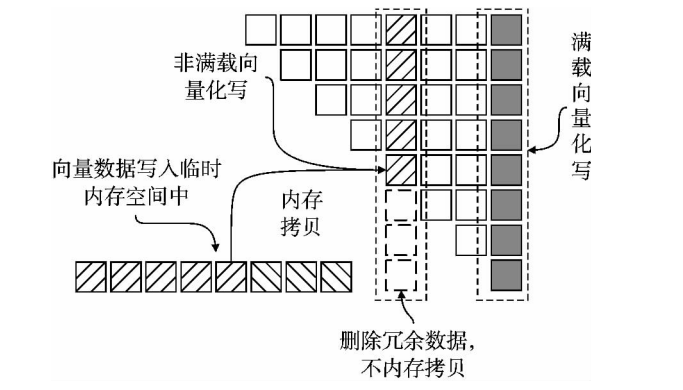 非满载向
量化写
满
载
向
量
化
写
向量数据写入临时
内存空间中
内存
拷贝
删除冗余数据,
不内存拷贝